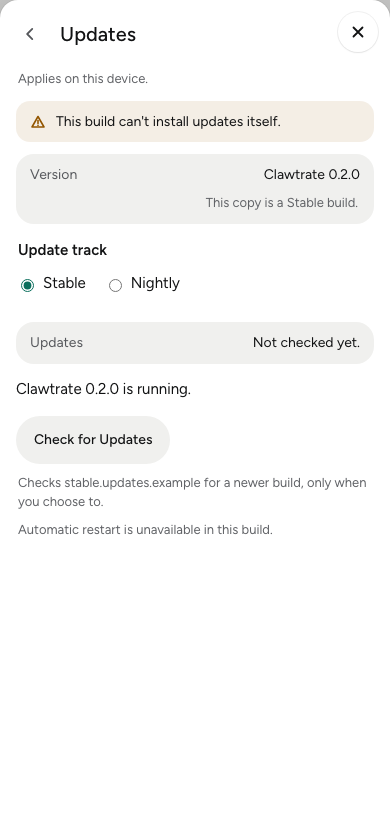 Updates
Applies on this device.
This build can't install updates itself.
Version Clawtrate 0.2.0
This copy is a Stable build.
Update track
Stable Nightly
Updates Not checked yet.
Clawtrate 0.2.0 is running.
Check for Updates
Checks stable.updates.example for a newer build, only when
you choose to.
Automatic restart is unavailable in this build.